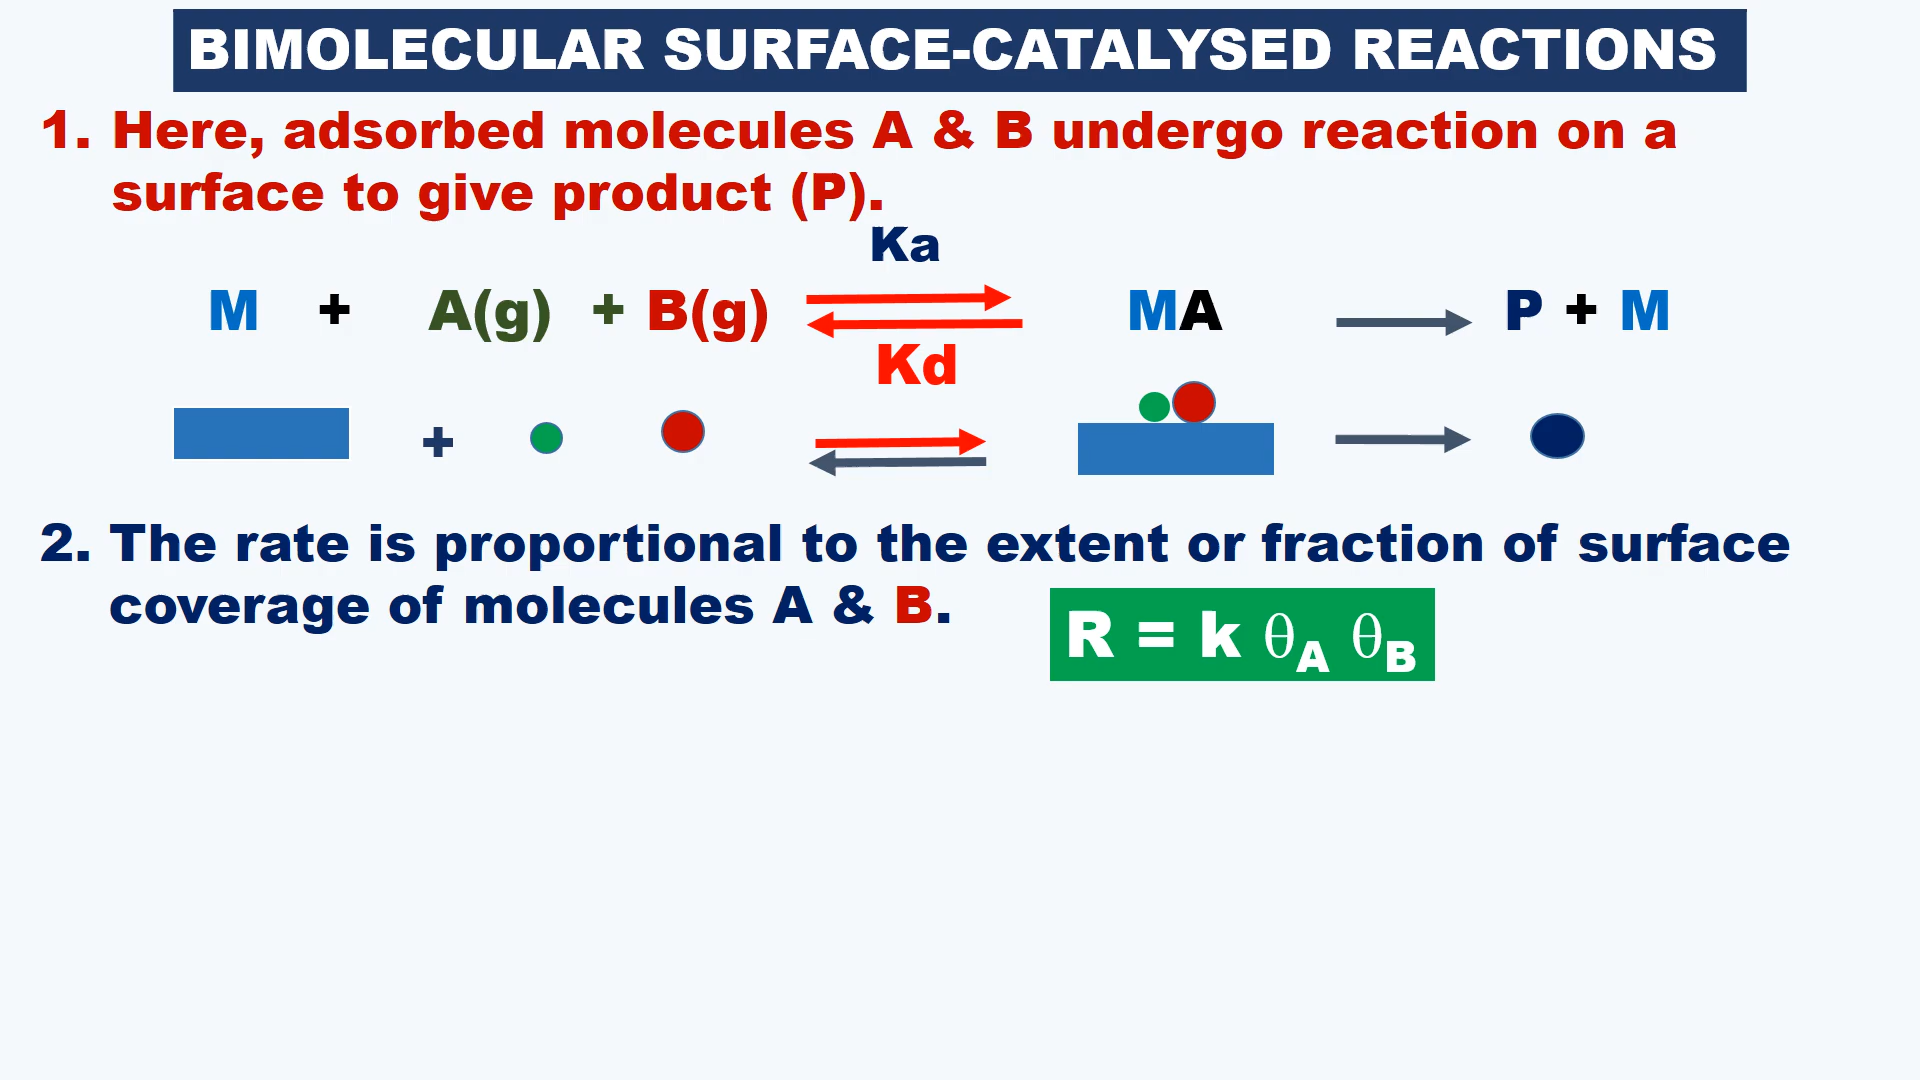 BIMOLECULAR SURFACE-CATALYSED REACTIONS
1. Here, adsorbed molecules A & B undergo reaction on a
surface to give product (P).
Ka
M + A(g) + B(g) MA P + M
Kd
+
2. The rate is proportional to the extent or fraction of surface
coverage of molecules A & B.
R = k θA θB